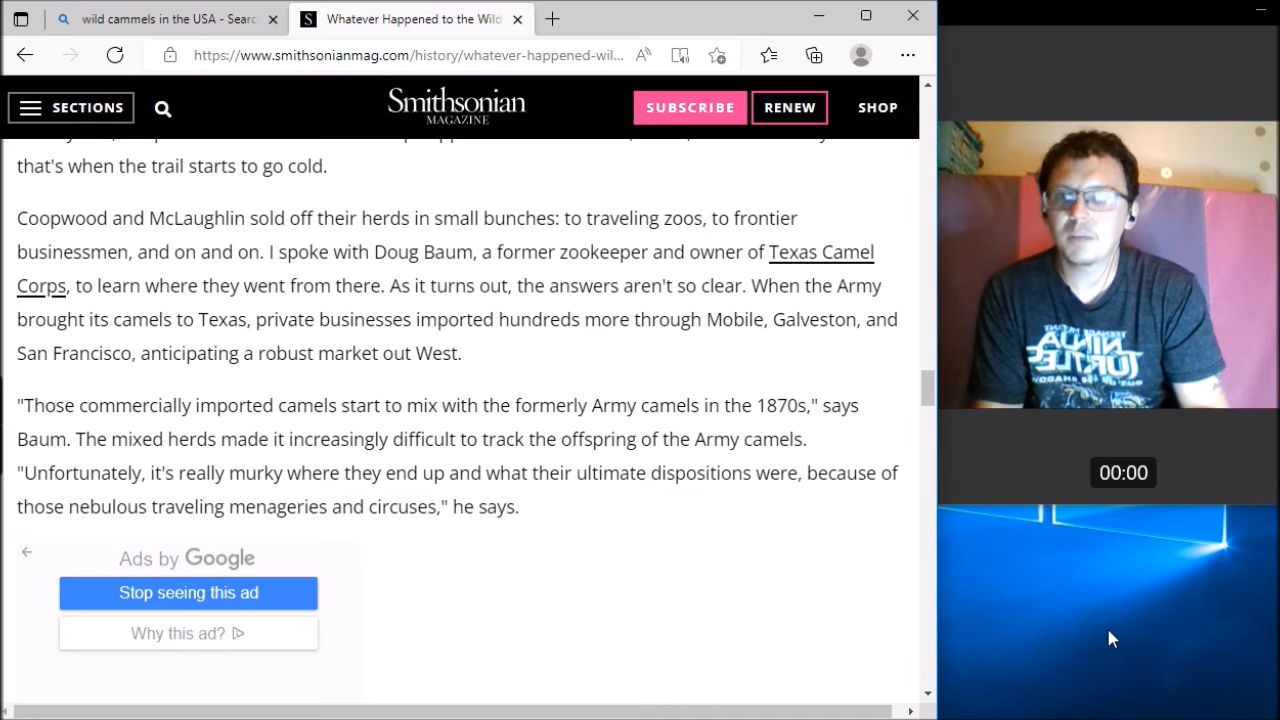 wild cammels in the USA - Searc
Whatever Happened to the Wild
https://www.smithsonianmag.com/history/whatever-happened-wil...
SECTIONS
Smithsonian
MAGAZINE
SUBSCRIBE
RENEW
SHOP
that's when the trail starts to go cold.
Coopwood and McLaughlin sold off their herds in small bunches: to traveling zoos, to frontier
businessmen, and on and on. I spoke with Doug Baum, a former zookeeper and owner of Texas Camel
Corps, to learn where they went from there. As it turns out, the answers aren't so clear. When the Army
brought its camels to Texas, private businesses imported hundreds more through Mobile, Galveston, and
San Francisco, anticipating a robust market out West.
"Those commercially imported camels start to mix with the formerly Army camels in the 1870s," says
Baum. The mixed herds made it increasingly difficult to track the offspring of the Army camels.
"Unfortunately, it's really murky where they end up and what their ultimate dispositions were, because of
those nebulous traveling menageries and circuses," he says.
Ads by Google
Stop seeing this ad
Why this ad?
NINJA
TURTLES
00:00